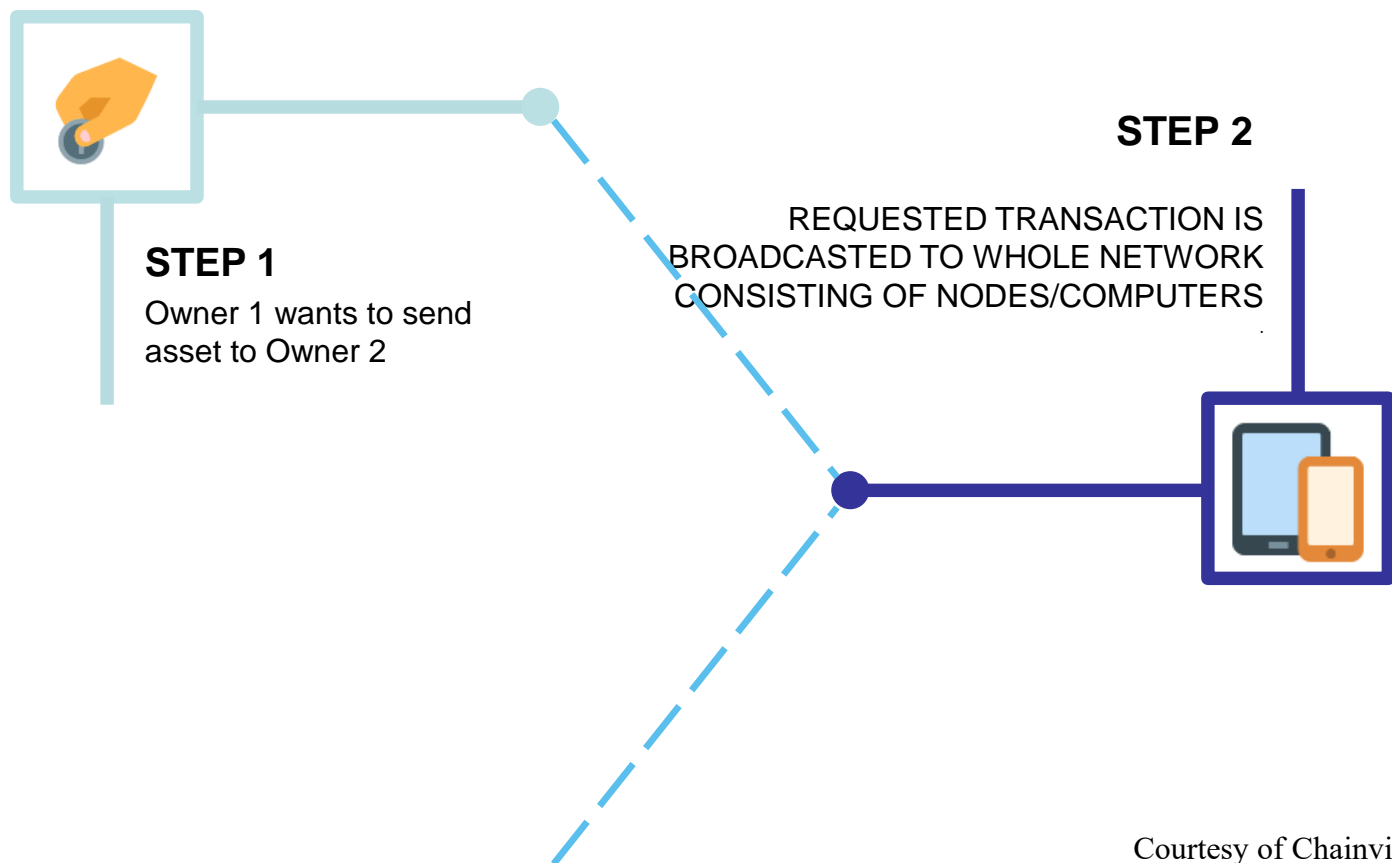 STEP 1
Owner 1 wants to send
asset to Owner 2
STEP 2
REQUESTED TRANSACTION IS
BROADCASTED TO WHOLE NETWORK
CONSISTING OF NODES/COMPUTERS
.
Courtesy of Chainvi